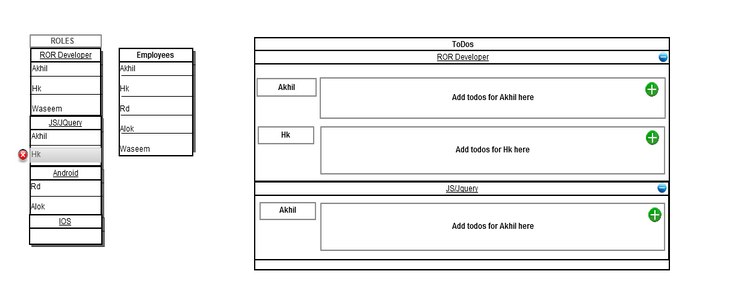 ROLES
ROR Developer
Akhil
Hk
Waseem
JS/JQuery
Akhil
Hk
Android
Rd
Alok
IOS
Employees
Akhil
Hk
Rd
Alok
Waseem
ToDos
ROR Developer
Akhil
Add todos for Akhil here
Hk
Add todos for Hk here
JS/Jquery
Akhil
Add todos for Akhil here